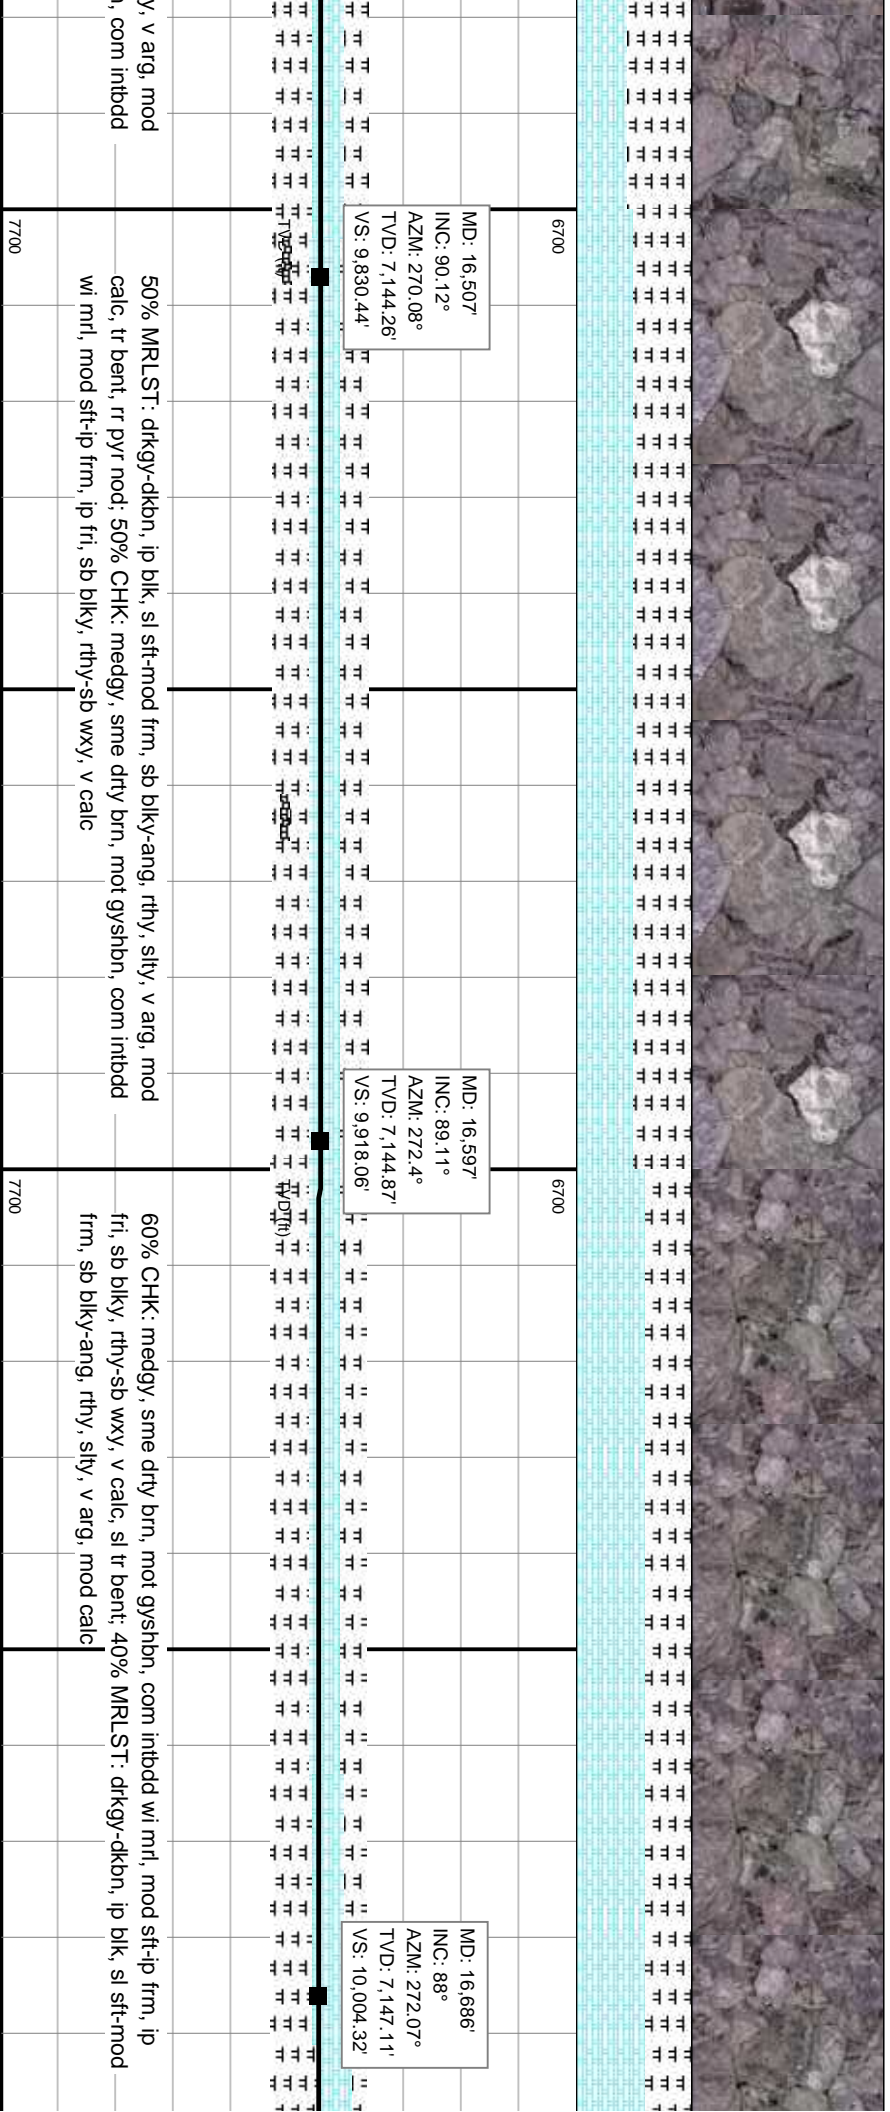 y, v arg, mod
, com intbdd
7700
6700
TVD (ft)
MD: 16,507'
INC: 90.12°
AZM: 270.08°
TVD: 7,144.26'
VS: 9,830.44'
50% MRLST: drkgy-dkbn, ip blk, sl sft-mod frm, sb blky-ang, rthy, slty, v arg, mod
calc, tr bent, rr pyr nod; 50% CHK: medgy, sme drty brn, mot gyshbn, com intbdd
wi mrl, mod sft-ip frm, ip fri, sb blky, rthy-sb wxy, v calc
MD: 16,597'
INC: 89.11°
AZM: 272.4°
TVD: 7,144.87'
VS: 9,918.06'
7700
6700
TVD (ft)
60% CHK: medgy, sme drty brn, mot gyshbn, com intbdd wi mrl, mod sft-ip frm, ip
fri, sb blky, rthy-sb wxy, v calc, sl tr bent; 40% MRLST: drkgy-dkbn, ip blk, sl sft-mod
frm, sb blky-ang, rthy, slty, v arg, mod calc
MD: 16,686'
INC: 88°
AZM: 272.07°
TVD: 7,147.11'
VS: 10,004.32'